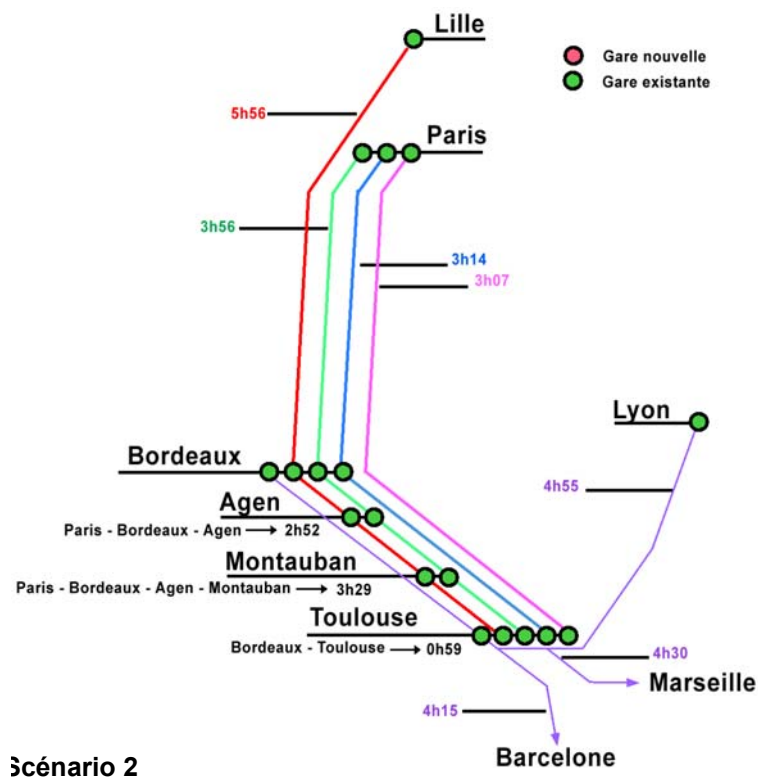 Lille
Gare nouvelle
Gare existante
5h56
Paris
3h56
3h14
3h07
Lyon
Bordeaux
4h55
Agen
Paris - Bordeaux - Agen → 2h52
Montauban
Paris - Bordeaux - Agen - Montauban → 3h29
Toulouse
Bordeaux - Toulouse → 0h59
4h30
Marseille
4h15
Barcelone
Scénario 2